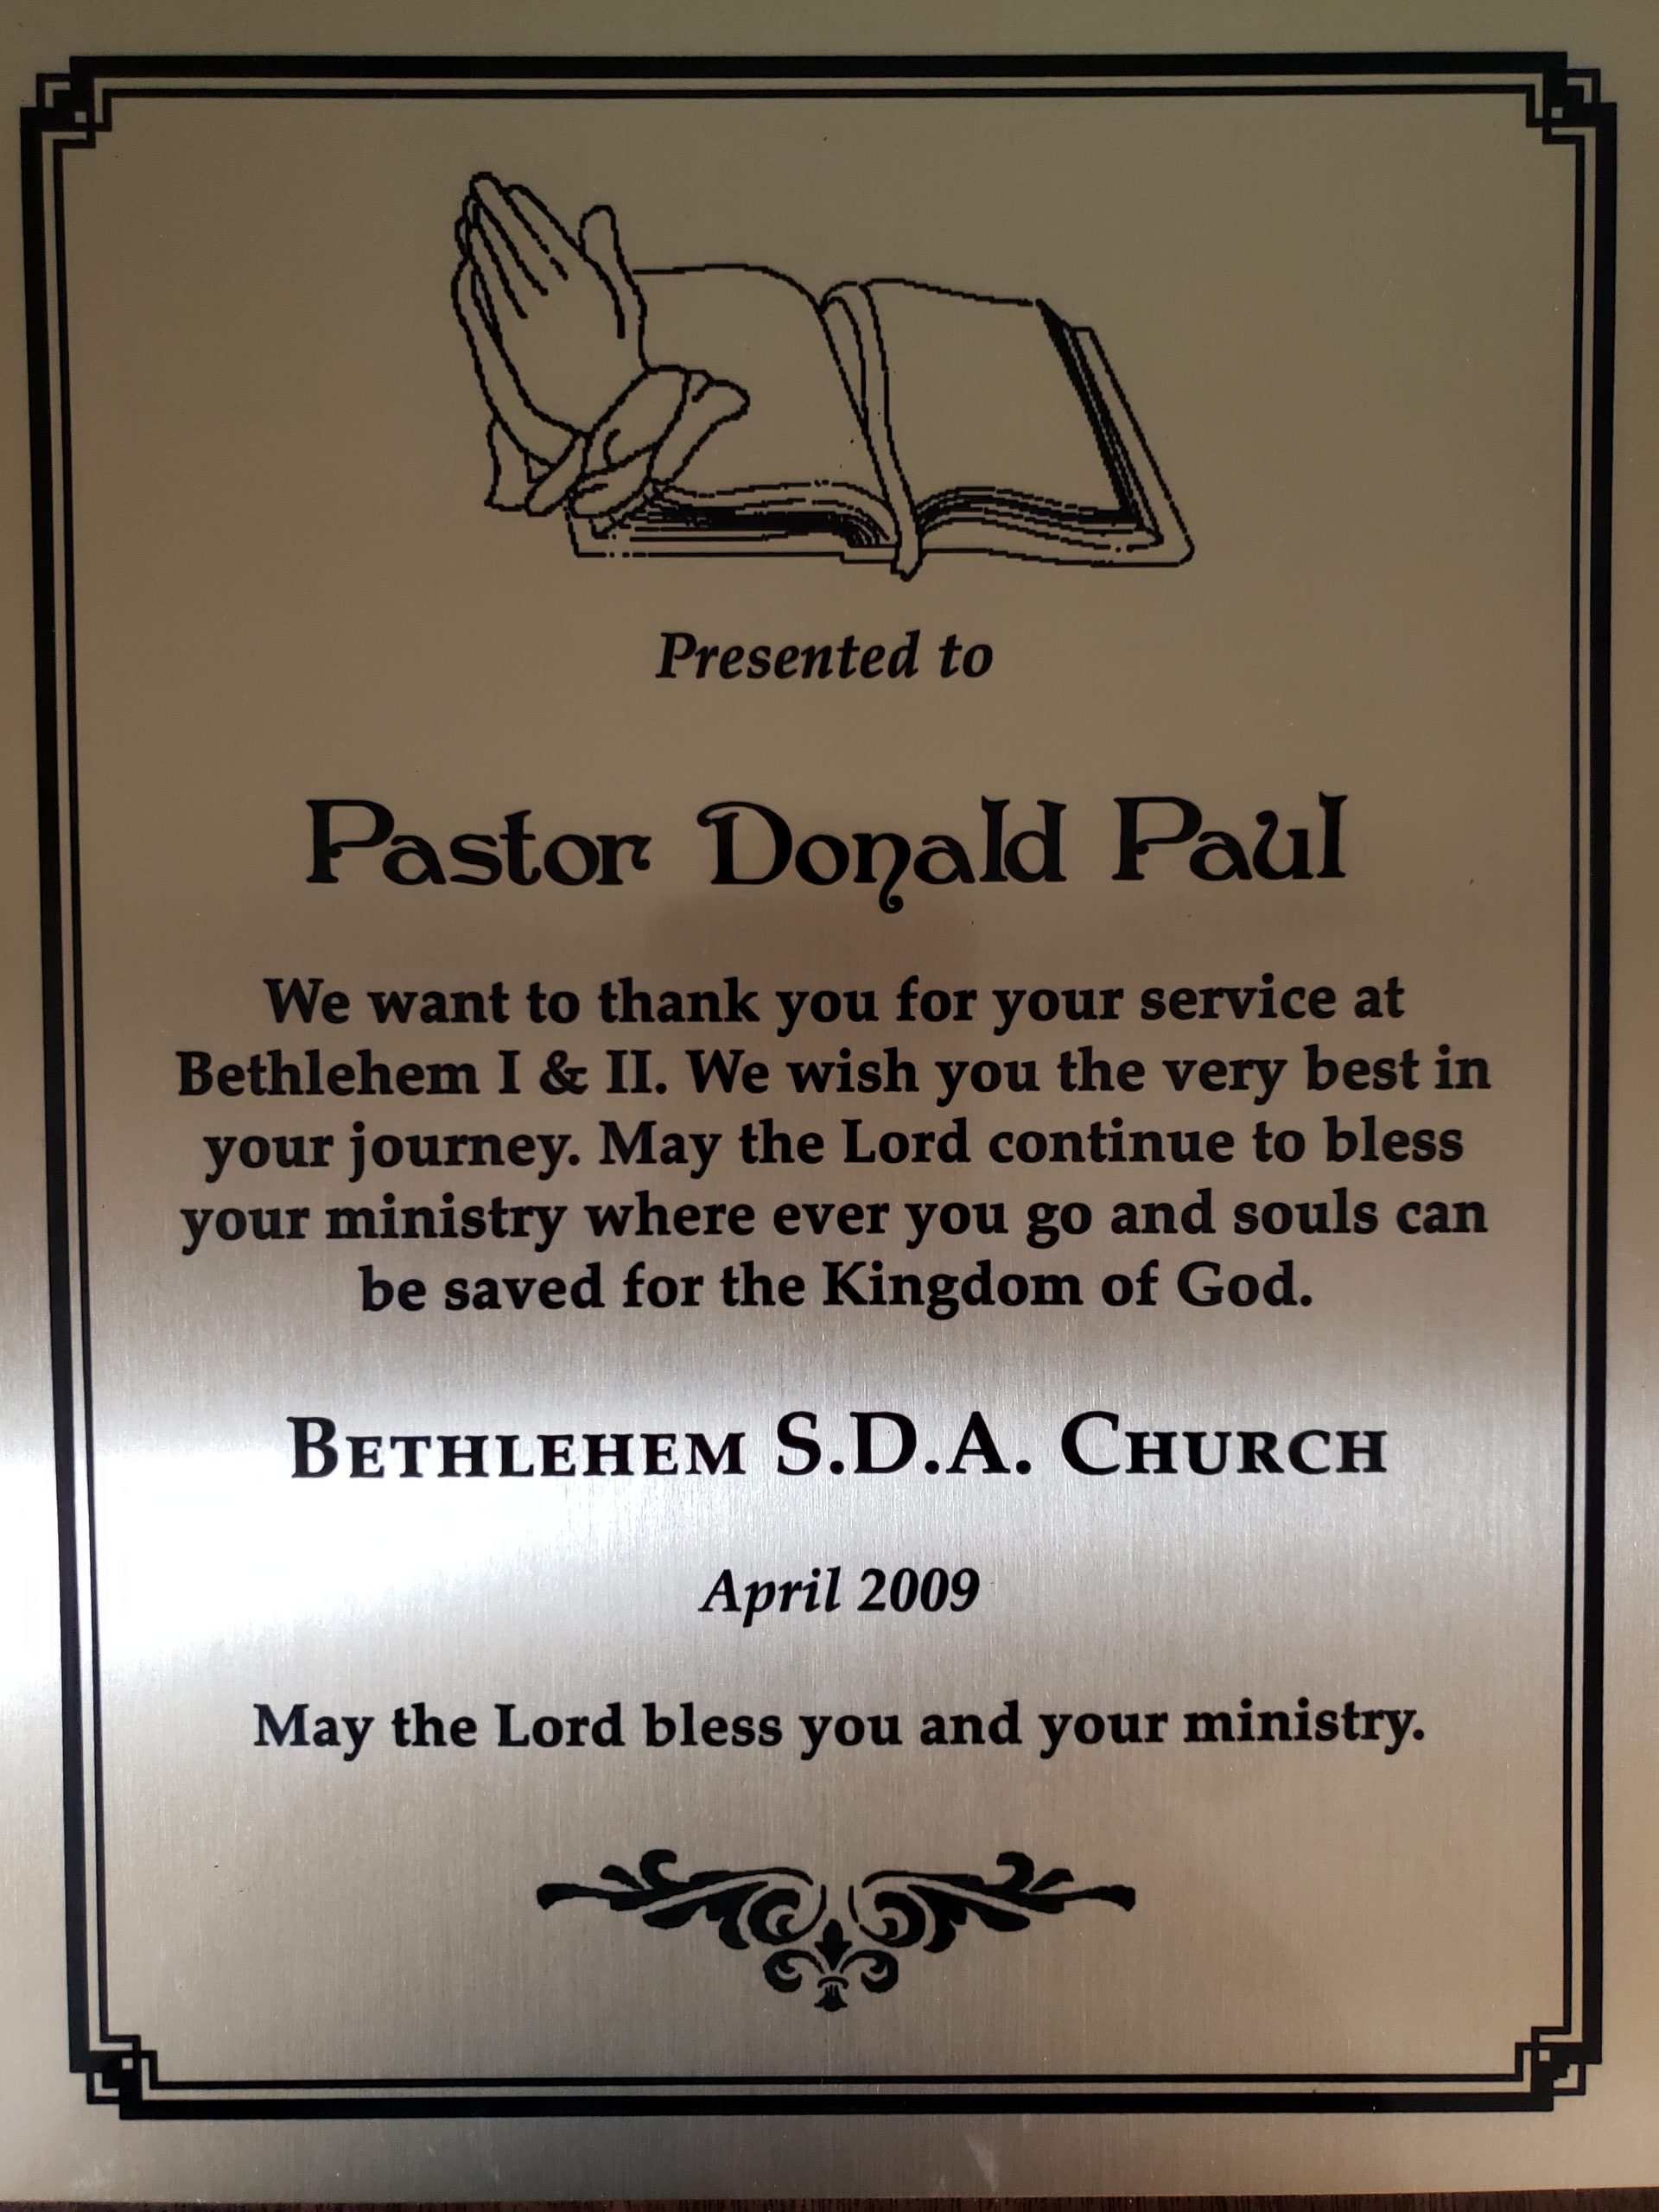 Presented to
Pastor Donald Paul
We want to thank you for your service at
Bethlehem I & II. We wish you the very best in
your journey. May the Lord continue to bless
your ministry where ever you go and souls can
be saved for the Kingdom of God.
BETHLEHEM S.D.A. CHURCH
April 2009
May the Lord bless you and your ministry.